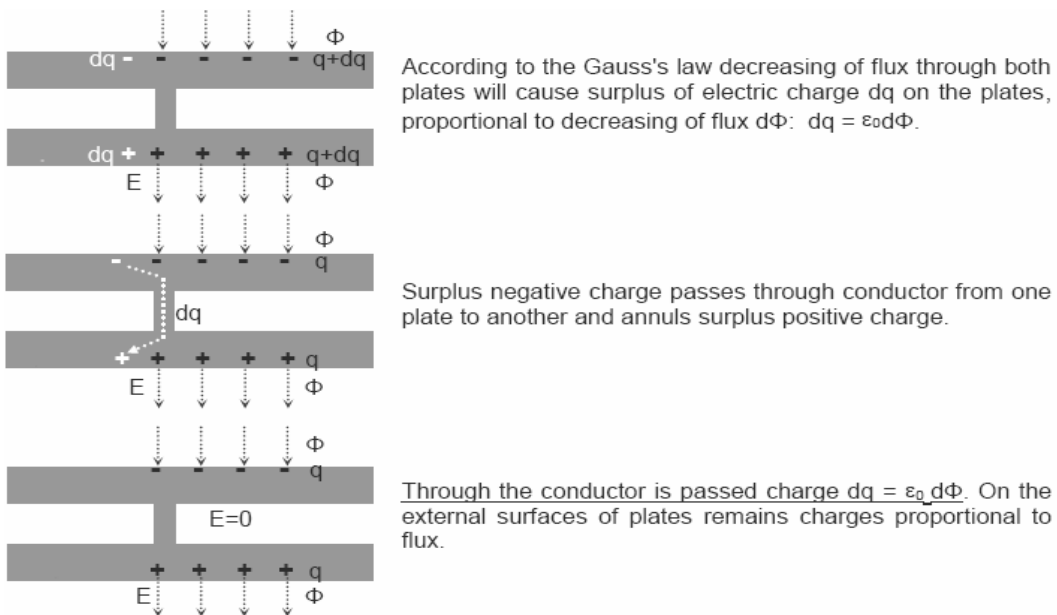 Φ
dq - - - - - q+dq
According to the Gauss's law decreasing of flux through both
plates will cause surplus of electric charge dq on the plates,
proportional to decreasing of flux dΦ: dq = ε₀dΦ.
dq + + + + + q+dq
E Φ
Φ
- - - - - q
dq
Surplus negative charge passes through conductor from one
plate to another and annuls surplus positive charge.
+ + + + + q
E Φ
Φ
- - - - q
Through the conductor is passed charge dq = ε₀ dΦ. On the
external surfaces of plates remains charges proportional to
flux.
E=0
+ + + + q
E Φ